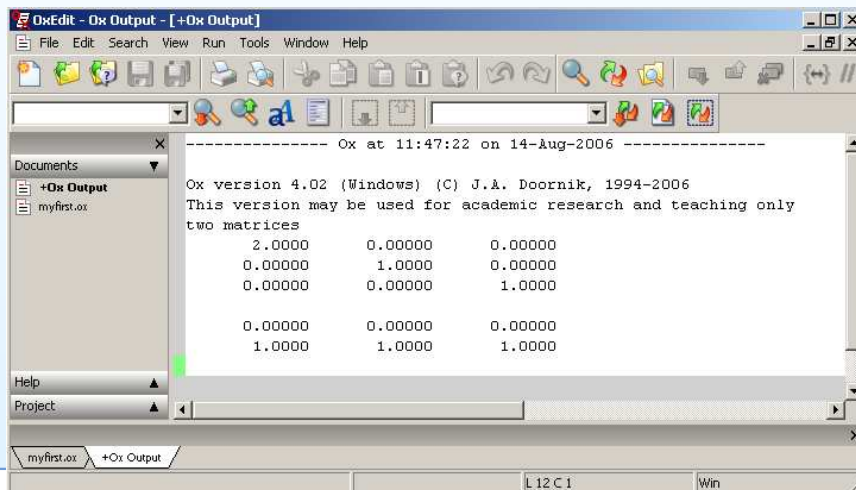 OxEdit - Ox Output - [+Ox Output]
File Edit Search View Run Tools Window Help
--------------- Ox at 11:47:22 on 14-Aug-2006 ---------------
Documents
+Ox Output
myfirst.ox
Ox version 4.02 (Windows) (C) J.A. Doornik, 1994-2006
This version may be used for academic research and teaching only
two matrices
2.0000 0.00000 0.00000
0.00000 1.0000 0.00000
0.00000 0.00000 1.0000
0.00000 0.00000 0.00000
1.0000 1.0000 1.0000
Help
Project
myfirst.ox +Ox Output
L 12 C 1 Win